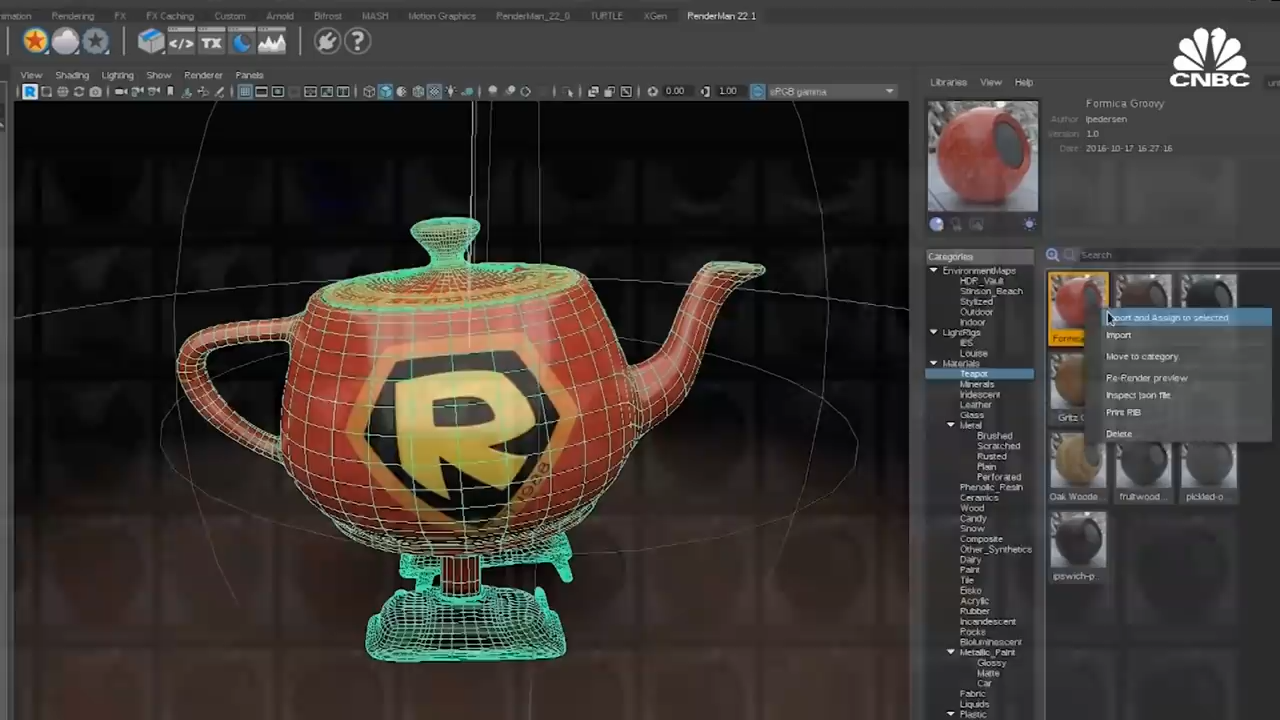 Rendering FX FX Caching Custom Arnold Bifrost MASH Motion Graphics RenderMan_22_0 TURTLE XGen RenderMan 22.1
</> TX
CNBC
View Shading Lighting Show Renderer Panels
R 0.00 1.00 sRGB gamma
Libraries View Help
Formica Groovy
Author lpedersen
Version 1.0
Date 2016-10-17 16:27:16
Categories
Search
EnvironmentMaps
HDR_Vault
Stinson_Beach
Stylized
Outdoor
Indoor
LightRigs
IES
Louise
Materials
Teapot
Minerals
Iridescent
Leather
Glass
Metal
Brushed
Scratched
Rusted
Plain
Perforated
Phenolic_Resin
Ceramics
Wood
Candy
Snow
Composite
Other_Synthetics
Dairy
Paint
Tile
Eisko
Acrylic
Rubber
Incandescent
Rocks
Bioluminescent
Metallic_Paint
Glossy
Matte
Car
Fabric
Liquids
Plastic
and Assign to selected
Import
Move to category
Re-Render preview
Inspect json file
Print RIB
Delete
Oak Woode... fruitwood... pickled-o...
ipswich-p...
R